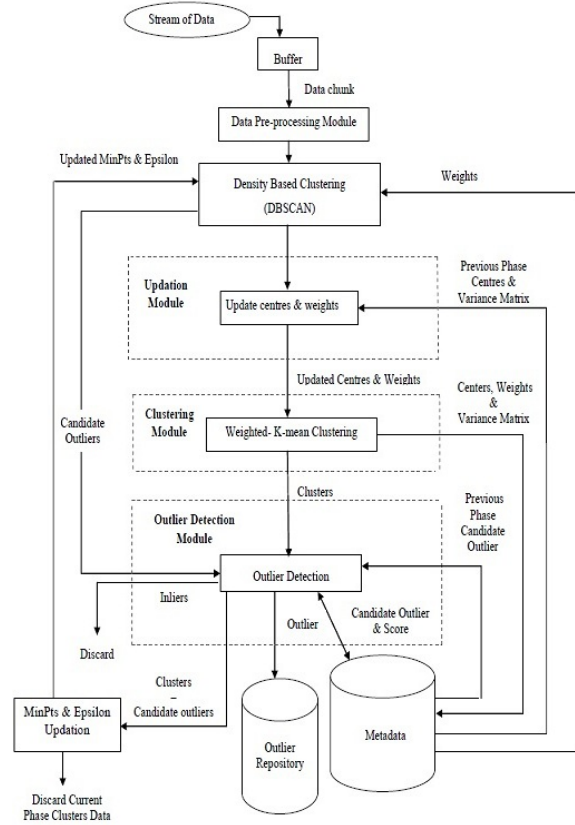 Stream of Data
Buffer
Data chunk
Data Pre-processing Module
Updated MinPts & Epsilon
Density Based Clustering
(DBSCAN)
Weights
Updation
Module
Update centres & weights
Previous Phase
Centres &
Variance Matrix
Updated Centres & Weights
Centers, Weights
&
Variance Matrix
Clustering
Module
Weighted- K-mean Clustering
Candidate
Outliers
Clusters
Previous
Phase
Candidate
Outlier
Outlier Detection
Module
Outlier Detection
Inliers
Outlier
Candidate Outlier
& Score
Discard
Clusters
–
Candidate outliers
MinPts & Epsilon
Updation
Outlier
Repository
Metadata
Discard Current
Phase Clusters Data